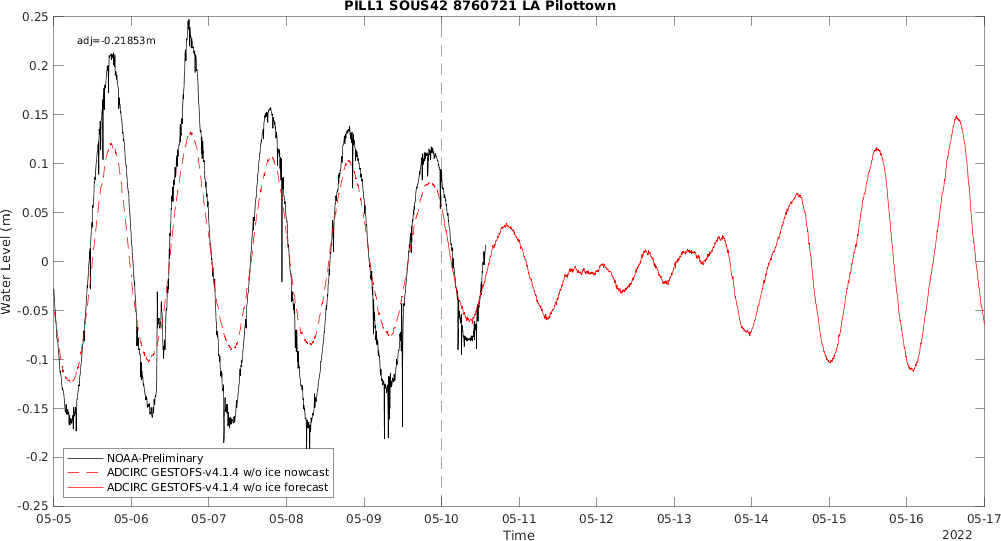 PILL1 SOUS42 8760721 LA Pilottown
adj=-0.21853m
0.25
0.2
0.15
0.1
0.05
0
-0.05
-0.1
-0.15
-0.2
-0.25
Water Level (m)
NOAA-Preliminary
ADCIRC GESTOFS-v4.1.4 w/o ice nowcast
ADCIRC GESTOFS-v4.1.4 w/o ice forecast
05-05 05-06 05-07 05-08 05-09 05-10 05-11 05-12 05-13 05-14 05-15 05-16 05-17
Time
2022